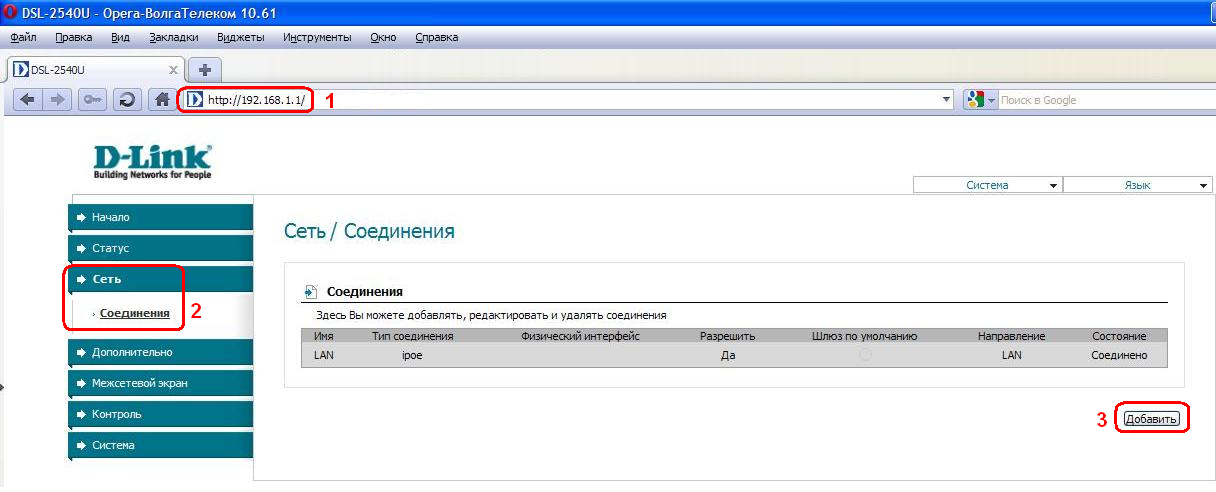 DSL-2540U - Opera-ВолгаТелеком 10.61
Файл Правка Вид Закладки Виджеты Инструменты Окно Справка
DSL-2540U
http://192.168.1.1/ 1 Поиск в Google
D-Link
Building Networks for People
Система Язык
Начало
Статус
Сеть
Соединения 2
Дополнительно
Межсетевой экран
Контроль
Система
Сеть / Соединения
Соединения
Здесь Вы можете добавлять, редактировать и удалять соединения
Имя Тип соединения Физический интерфейс Разрешить Шлюз по умолчанию Направление Состояние
LAN ipoe Да LAN Соединено
3 Добавить